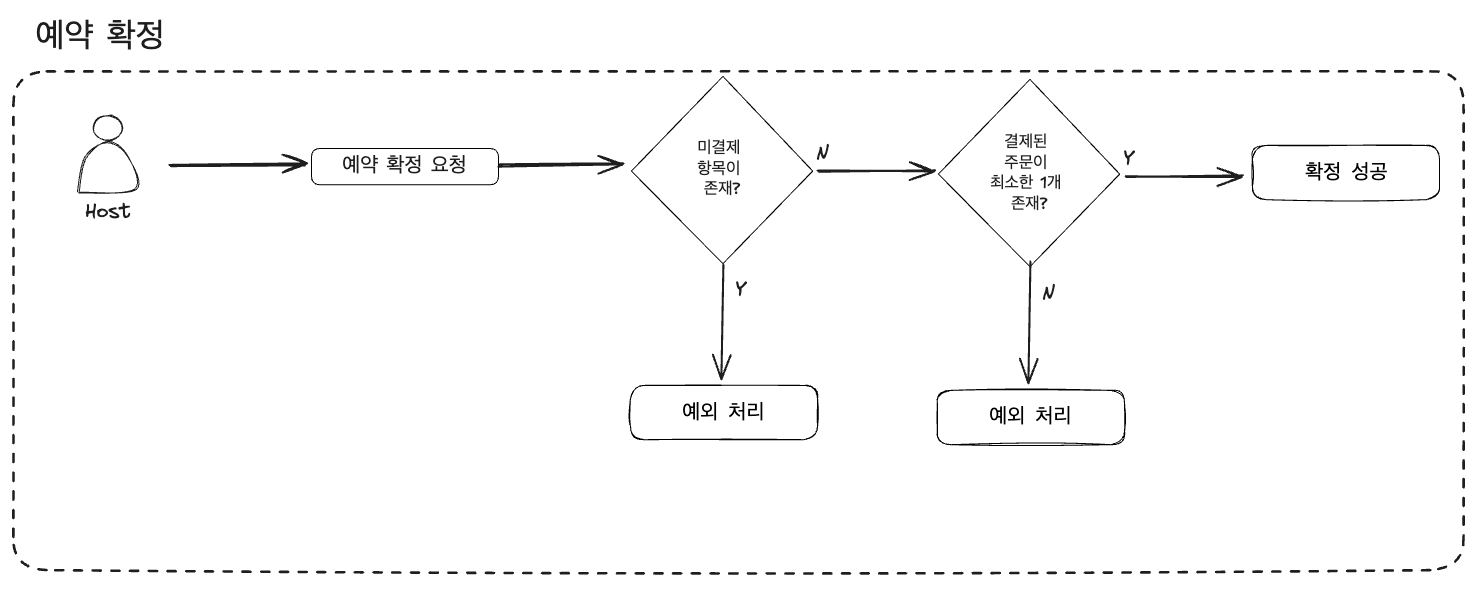 예약 확정
Host
예약 확정 요청
미결제
항목이
존재?
N
Y
예외 처리
결제된
주문이
최소한 1개
존재?
Y
N
예외 처리
확정 성공